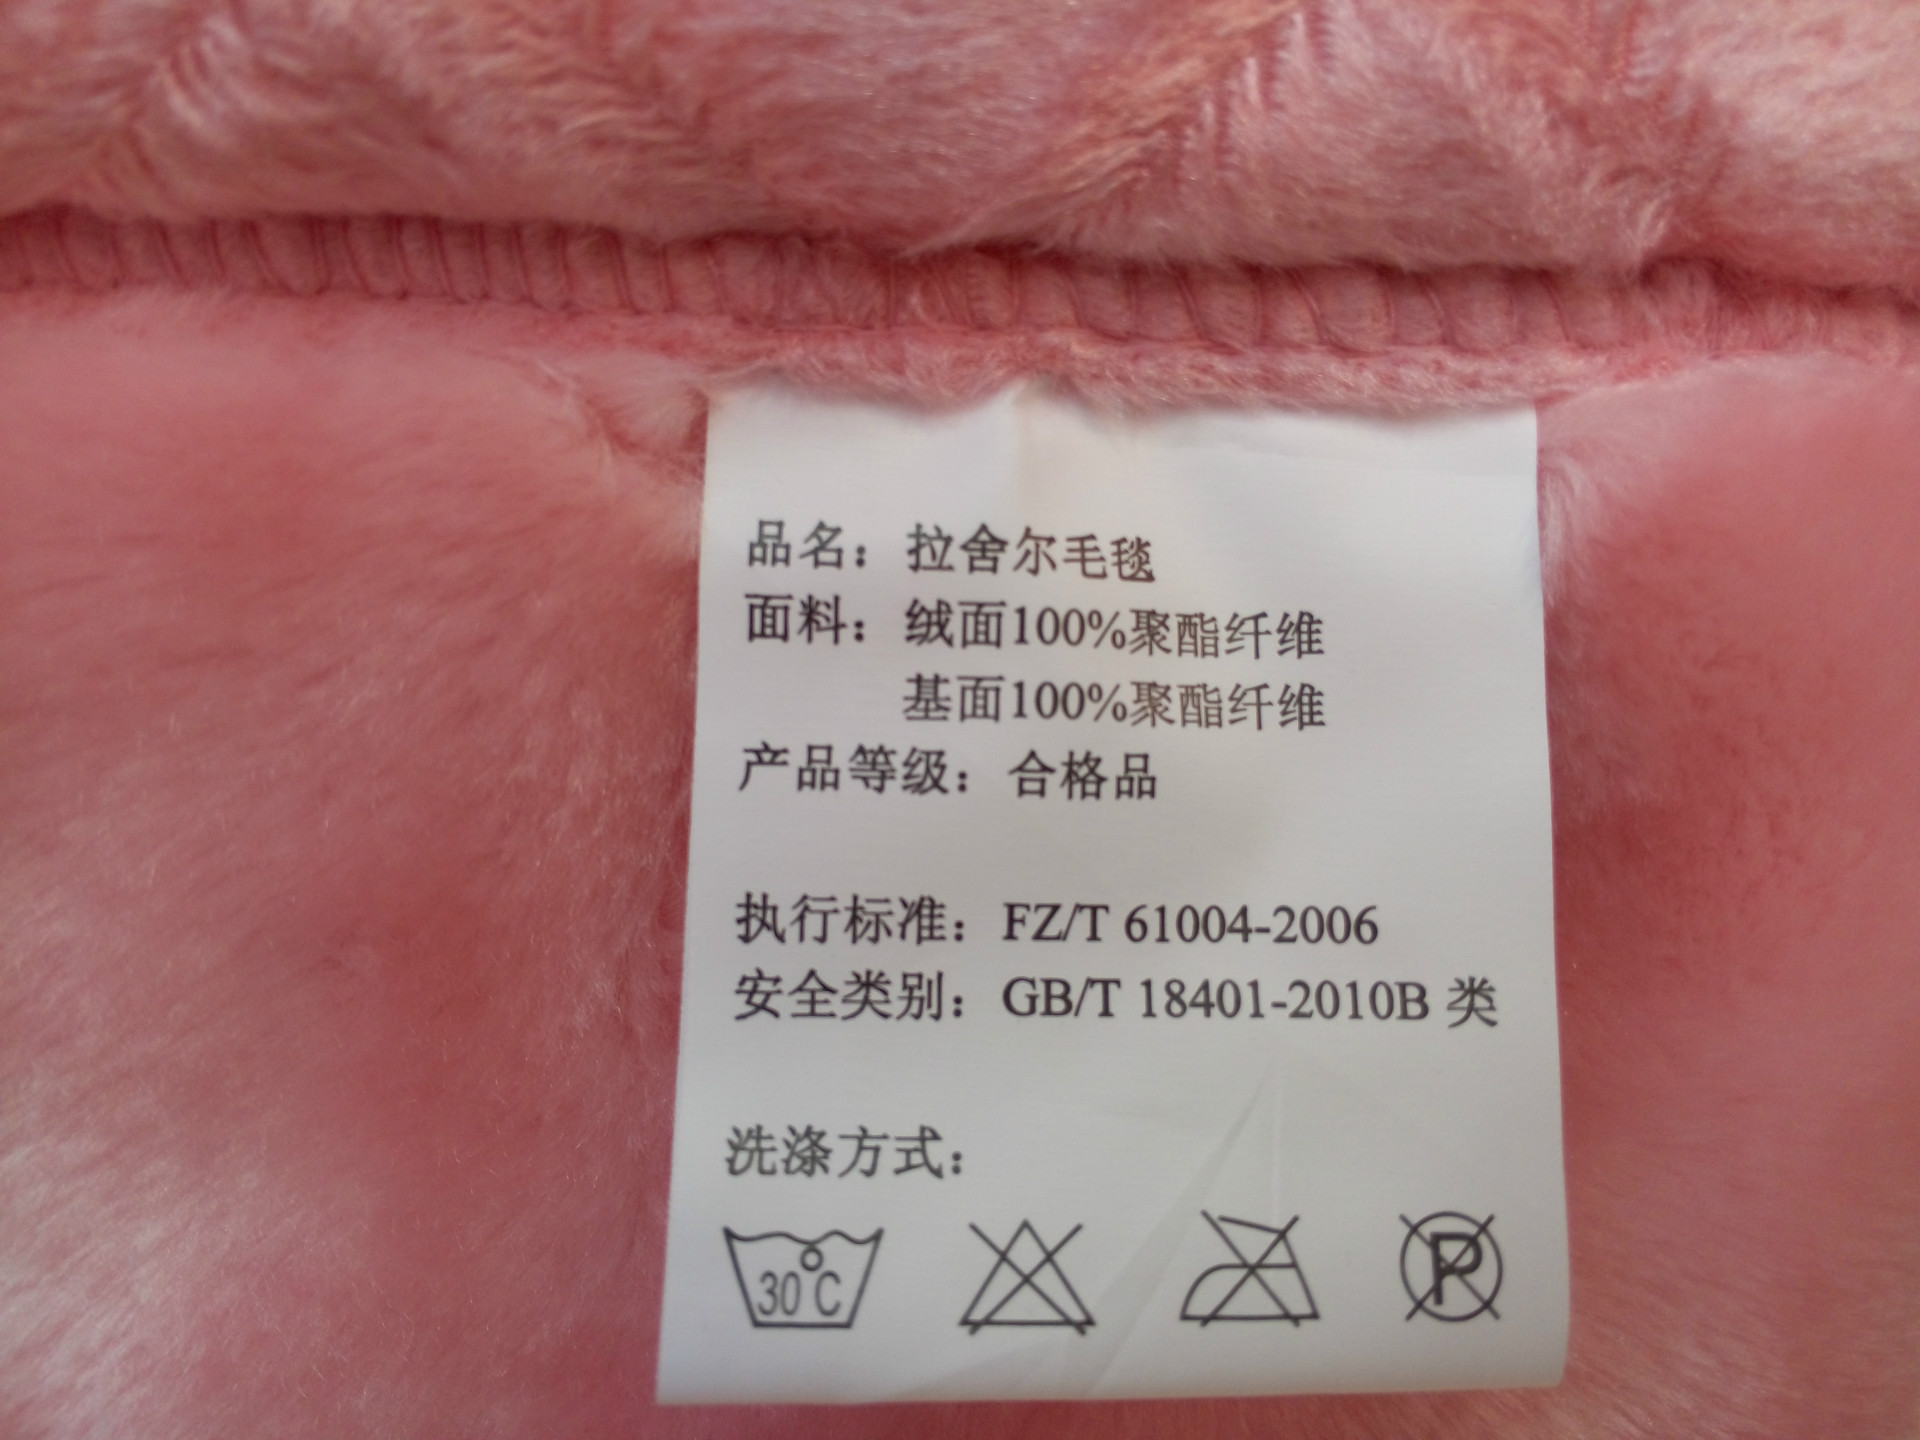 品名：拉舍尔毛毯
面料：绒面100%聚酯纤维
基面100%聚酯纤维
产品等级：合格品
执行标准：FZ/T 61004-2006
安全类别：GB/T 18401-2010B 类
洗涤方式：
30℃ P